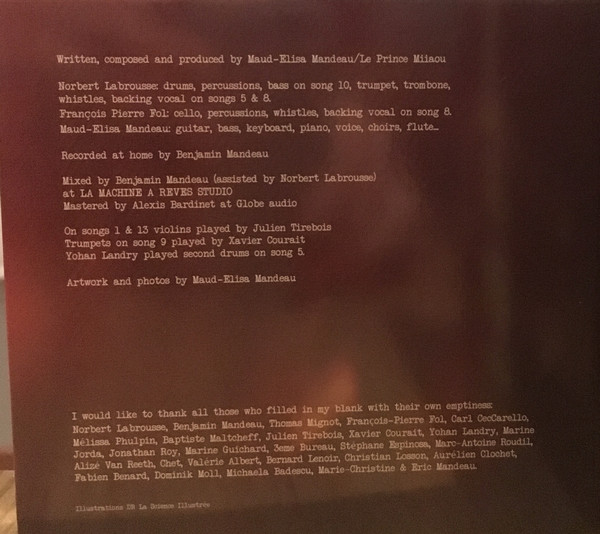 Written, composed and produced by Maud-Elisa Mandeau/Le Prince Miiaou
Norbert Labrousse: drums, percussions, bass on song 10, trumpet, trombone,
whistles, backing vocal on songs 5 & 8.
François Pierre Fol: cello, percussions, whistles, backing vocal on song 8.
Maud-Elisa Mandeau: guitar, bass, keyboard, piano, voice, choirs, flute...
Recorded at home by Benjamin Mandeau
Mixed by Benjamin Mandeau (assisted by Norbert Labrousse)
at LA MACHINE A REVES STUDIO
Mastered by Alexis Bardinet at Globe audio
On songs 1 & 13 violins played by Julien Tirebois
Trumpets on song 9 played by Xavier Courait
Yohan Landry played second drums on song 5.
Artwork and photos by Maud-Elisa Mandeau
I would like to thank all those who filled in my blank with their own emptiness:
Norbert Labrousse, Benjamin Mandeau, Thomas Mignot, François-Pierre Fol, Carl CecCarello,
Mélissa Phulpin, Baptiste Maltcheff, Julien Tirebois, Xavier Courait, Yohan Landry, Marine
Jorda, Jonathan Roy, Marine Guichard, 3eme Bureau, Stéphane Espinosa, Marc-Antoine Roudil,
Alizé Van Reeth, Chet, Valérie Albert, Bernard Lenoir, Christian Losson, Aurélien Clochet,
Fabien Benard, Dominik Moll, Michaela Badescu, Marie-Christine & Eric Mandeau.
Illustrations DR La Science Illustrée